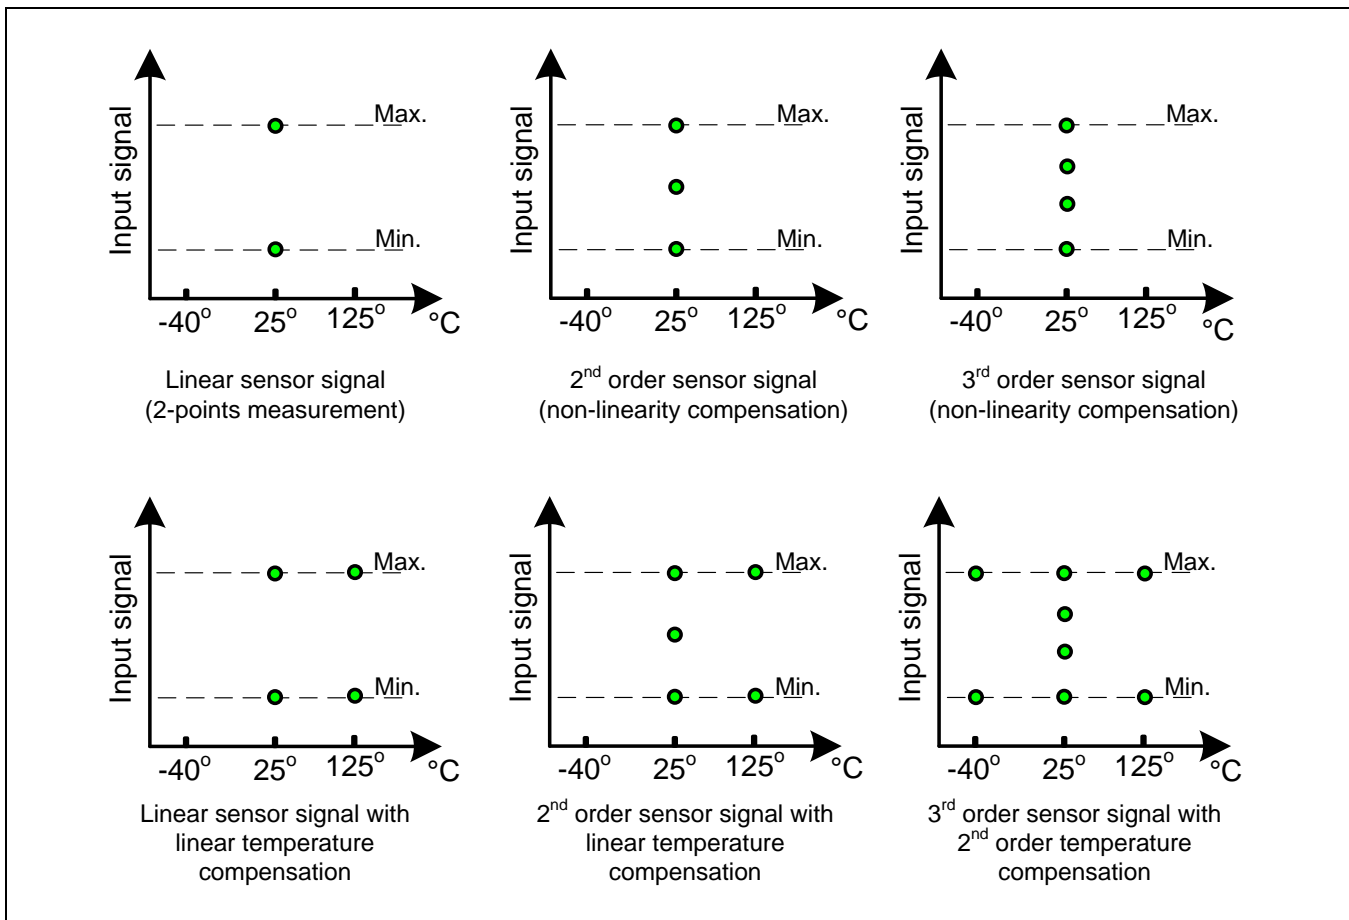 Input signal
Max.
Min.
-40° 25° 125° °C
Linear sensor signal
(2-points measurement)
Input signal
Max.
Min.
-40° 25° 125° °C
2nd order sensor signal
(non-linearity compensation)
Input signal
Max.
Min.
-40° 25° 125° °C
3rd order sensor signal
(non-linearity compensation)
Input signal
Max.
Min.
-40° 25° 125° °C
Linear sensor signal with
linear temperature
compensation
Input signal
Max.
Min.
-40° 25° 125° °C
2nd order sensor signal with
linear temperature
compensation
Input signal
Max.
Min.
-40° 25° 125° °C
3rd order sensor signal with
2nd order temperature
compensation